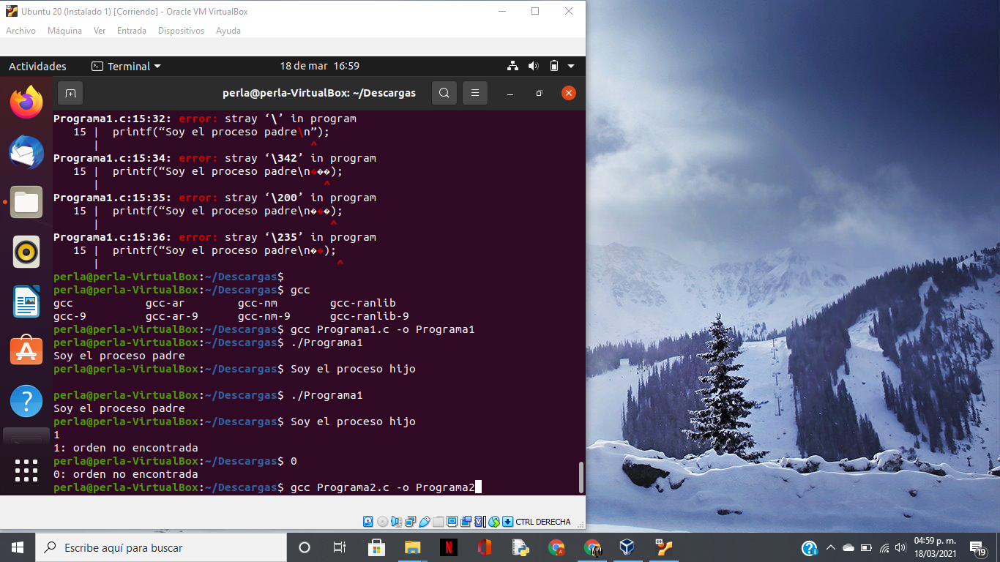 Ubuntu 20 (Instalado 1) [Corriendo] - Oracle VM VirtualBox
Archivo Máquina Ver Entrada Dispositivos Ayuda
Actividades Terminal 18 de mar 16:59
perla@perla-VirtualBox: ~/Descargas
Programa1.c:15:32: error: stray ‘\’ in program
15 | printf(“Soy el proceso padre\n”);
| ^
Programa1.c:15:34: error: stray ‘\342’ in program
15 | printf(“Soy el proceso padre\n���);
| ^
Programa1.c:15:35: error: stray ‘\200’ in program
15 | printf(“Soy el proceso padre\n���);
| ^
Programa1.c:15:36: error: stray ‘\235’ in program
15 | printf(“Soy el proceso padre\n��);
| ^
perla@perla-VirtualBox:~/Descargas$
perla@perla-VirtualBox:~/Descargas$ gcc
gcc gcc-ar gcc-nm gcc-ranlib
gcc-9 gcc-ar-9 gcc-nm-9 gcc-ranlib-9
perla@perla-VirtualBox:~/Descargas$ gcc Programa1.c -o Programa1
perla@perla-VirtualBox:~/Descargas$ ./Programa1
Soy el proceso padre
perla@perla-VirtualBox:~/Descargas$ Soy el proceso hijo
perla@perla-VirtualBox:~/Descargas$ ./Programa1
Soy el proceso padre
perla@perla-VirtualBox:~/Descargas$ Soy el proceso hijo
1
1: orden no encontrada
perla@perla-VirtualBox:~/Descargas$ 0
0: orden no encontrada
perla@perla-VirtualBox:~/Descargas$ gcc Programa2.c -o Programa2
CTRL DERECHA
Escribe aquí para buscar
04:59 p. m.
18/03/2021
19